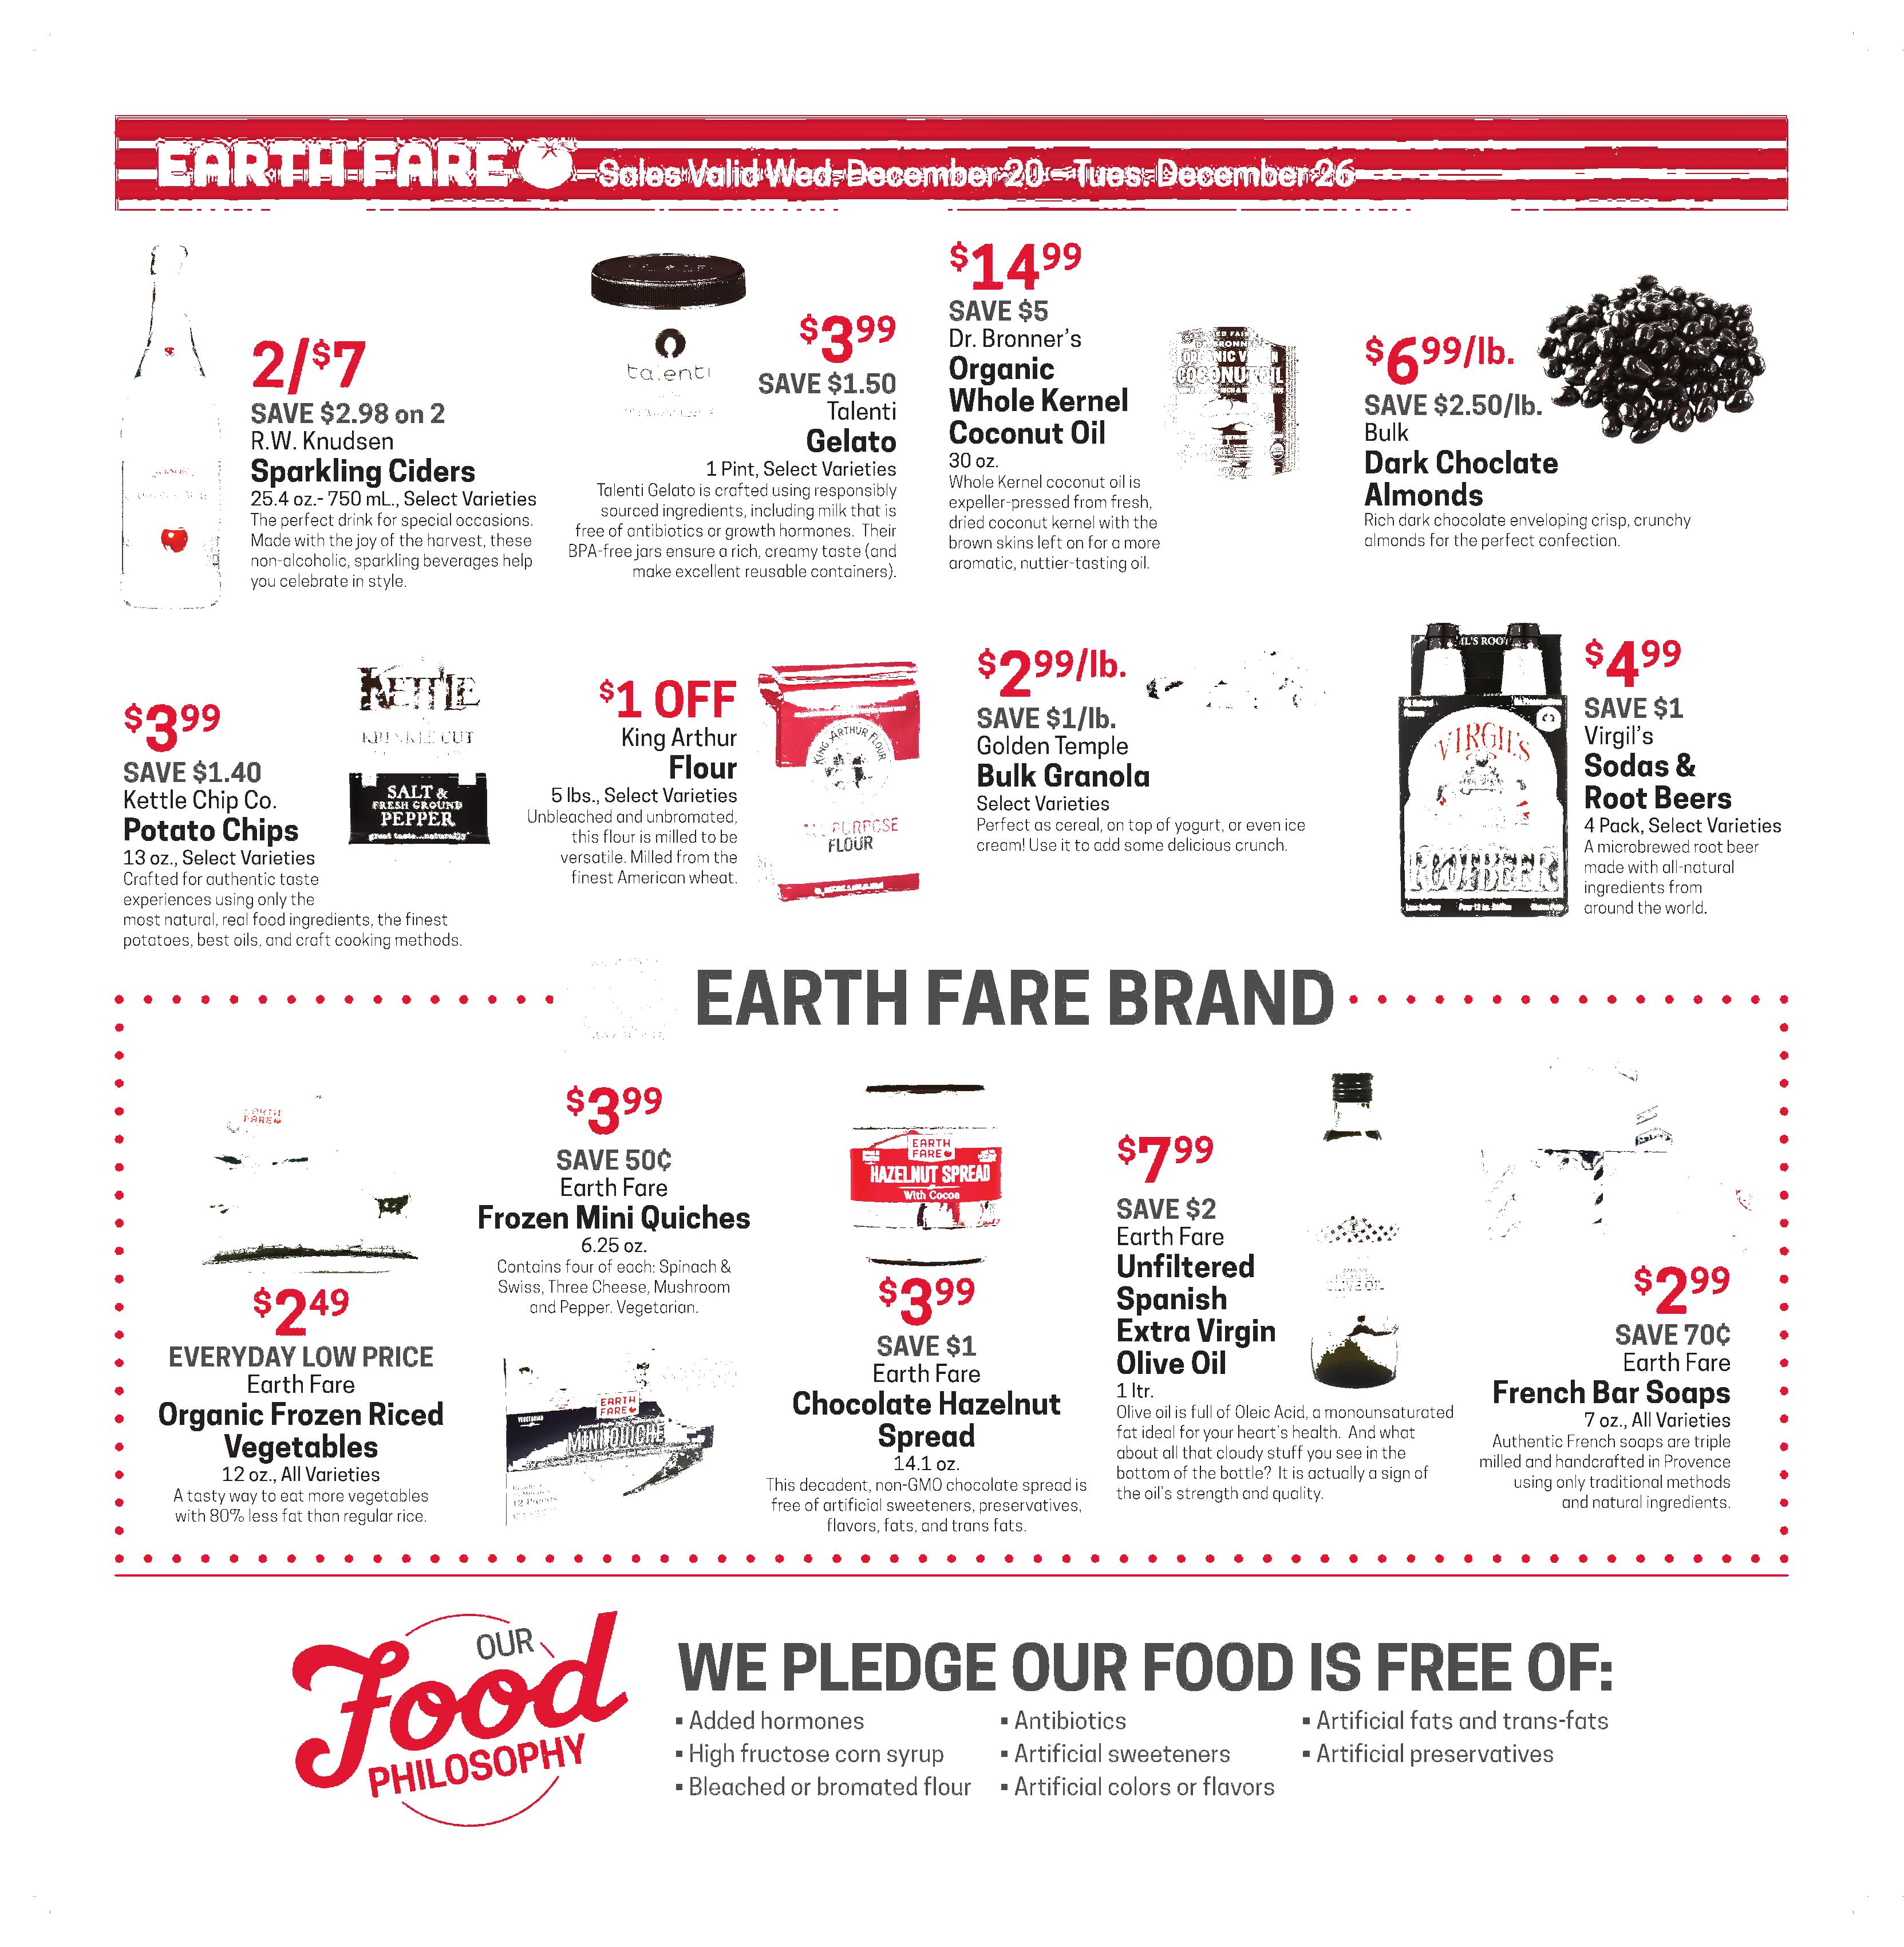 EARTH FARE Sales Valid Wed. December 20 - Tues. December 26
2/$7
SAVE $2.98 on 2
R.W. Knudsen
Sparkling Ciders
25.4 oz.- 750 mL., Select Varieties
The perfect drink for special occasions.
Made with the joy of the harvest, these
non-alcoholic, sparkling beverages help
you celebrate in style.
talenti
$3.99
SAVE $1.50
Talenti
Gelato
1 Pint, Select Varieties
Talenti Gelato is crafted using responsibly
sourced ingredients, including milk that is
free of antibiotics or growth hormones. Their
BPA-free jars ensure a rich, creamy taste (and
make excellent reusable containers).
$14.99
SAVE $5
Dr. Bronner's
Organic
Whole Kernel
Coconut Oil
30 oz.
Whole Kernel coconut oil is
expeller-pressed from fresh,
dried coconut kernel with the
brown skins left on for a more
aromatic, nuttier-tasting oil.
COCONUT OIL
$6.99/lb.
SAVE $2.50/lb.
Bulk
Dark Choclate
Almonds
Rich dark chocolate enveloping crisp, crunchy
almonds for the perfect confection.
$3.99
SAVE $1.40
Kettle Chip Co.
Potato Chips
13 oz., Select Varieties
Crafted for authentic taste
experiences using only the
most natural, real food ingredients, the finest
potatoes, best oils, and craft cooking methods.
KETTLE
KRINKLE CUT
SALT &
FRESH GROUND
PEPPER
great taste...naturally
$1 OFF
King Arthur
Flour
5 lbs., Select Varieties
Unbleached and unbromated,
this flour is milled to be
versatile. Milled from the
finest American wheat.
KING ARTHUR FLOUR
PURPOSE
FLOUR
$2.99/lb.
SAVE $1/lb.
Golden Temple
Bulk Granola
Select Varieties
Perfect as cereal, on top of yogurt, or even ice
cream! Use it to add some delicious crunch.
VIRGIL'S
ROOTBEER
$4.99
SAVE $1
Virgil's
Sodas &
Root Beers
4 Pack, Select Varieties
A microbrewed root beer
made with all-natural
ingredients from
around the world.
EARTH FARE BRAND
EARTH
FARE
$2.49
EVERYDAY LOW PRICE
Earth Fare
Organic Frozen Riced
Vegetables
12 oz., All Varieties
A tasty way to eat more vegetables
with 80% less fat than regular rice.
$3.99
SAVE 50¢
Earth Fare
Frozen Mini Quiches
6.25 oz.
Contains four of each: Spinach &
Swiss, Three Cheese, Mushroom
and Pepper. Vegetarian.
EARTH
FARE
MINI QUICHE
EARTH
FARE
HAZELNUT SPREAD
With Cocoa
$3.99
SAVE $1
Earth Fare
Chocolate Hazelnut
Spread
14.1 oz.
This decadent, non-GMO chocolate spread is
free of artificial sweeteners, preservatives,
flavors, fats, and trans fats.
$7.99
SAVE $2
Earth Fare
Unfiltered
Spanish
Extra Virgin
Olive Oil
1 ltr.
Olive oil is full of Oleic Acid, a monounsaturated
fat ideal for your heart's health. And what
about all that cloudy stuff you see in the
bottom of the bottle? It is actually a sign of
the oil's strength and quality.
OLIVE OIL
$2.99
SAVE 70¢
Earth Fare
French Bar Soaps
7 oz., All Varieties
Authentic French soaps are triple
milled and handcrafted in Provence
using only traditional methods
and natural ingredients.
OUR
Food
PHILOSOPHY
WE PLEDGE OUR FOOD IS FREE OF:
▪ Added hormones
▪ High fructose corn syrup
▪ Bleached or bromated flour
▪ Antibiotics
▪ Artificial sweeteners
▪ Artificial colors or flavors
▪ Artificial fats and trans-fats
▪ Artificial preservatives